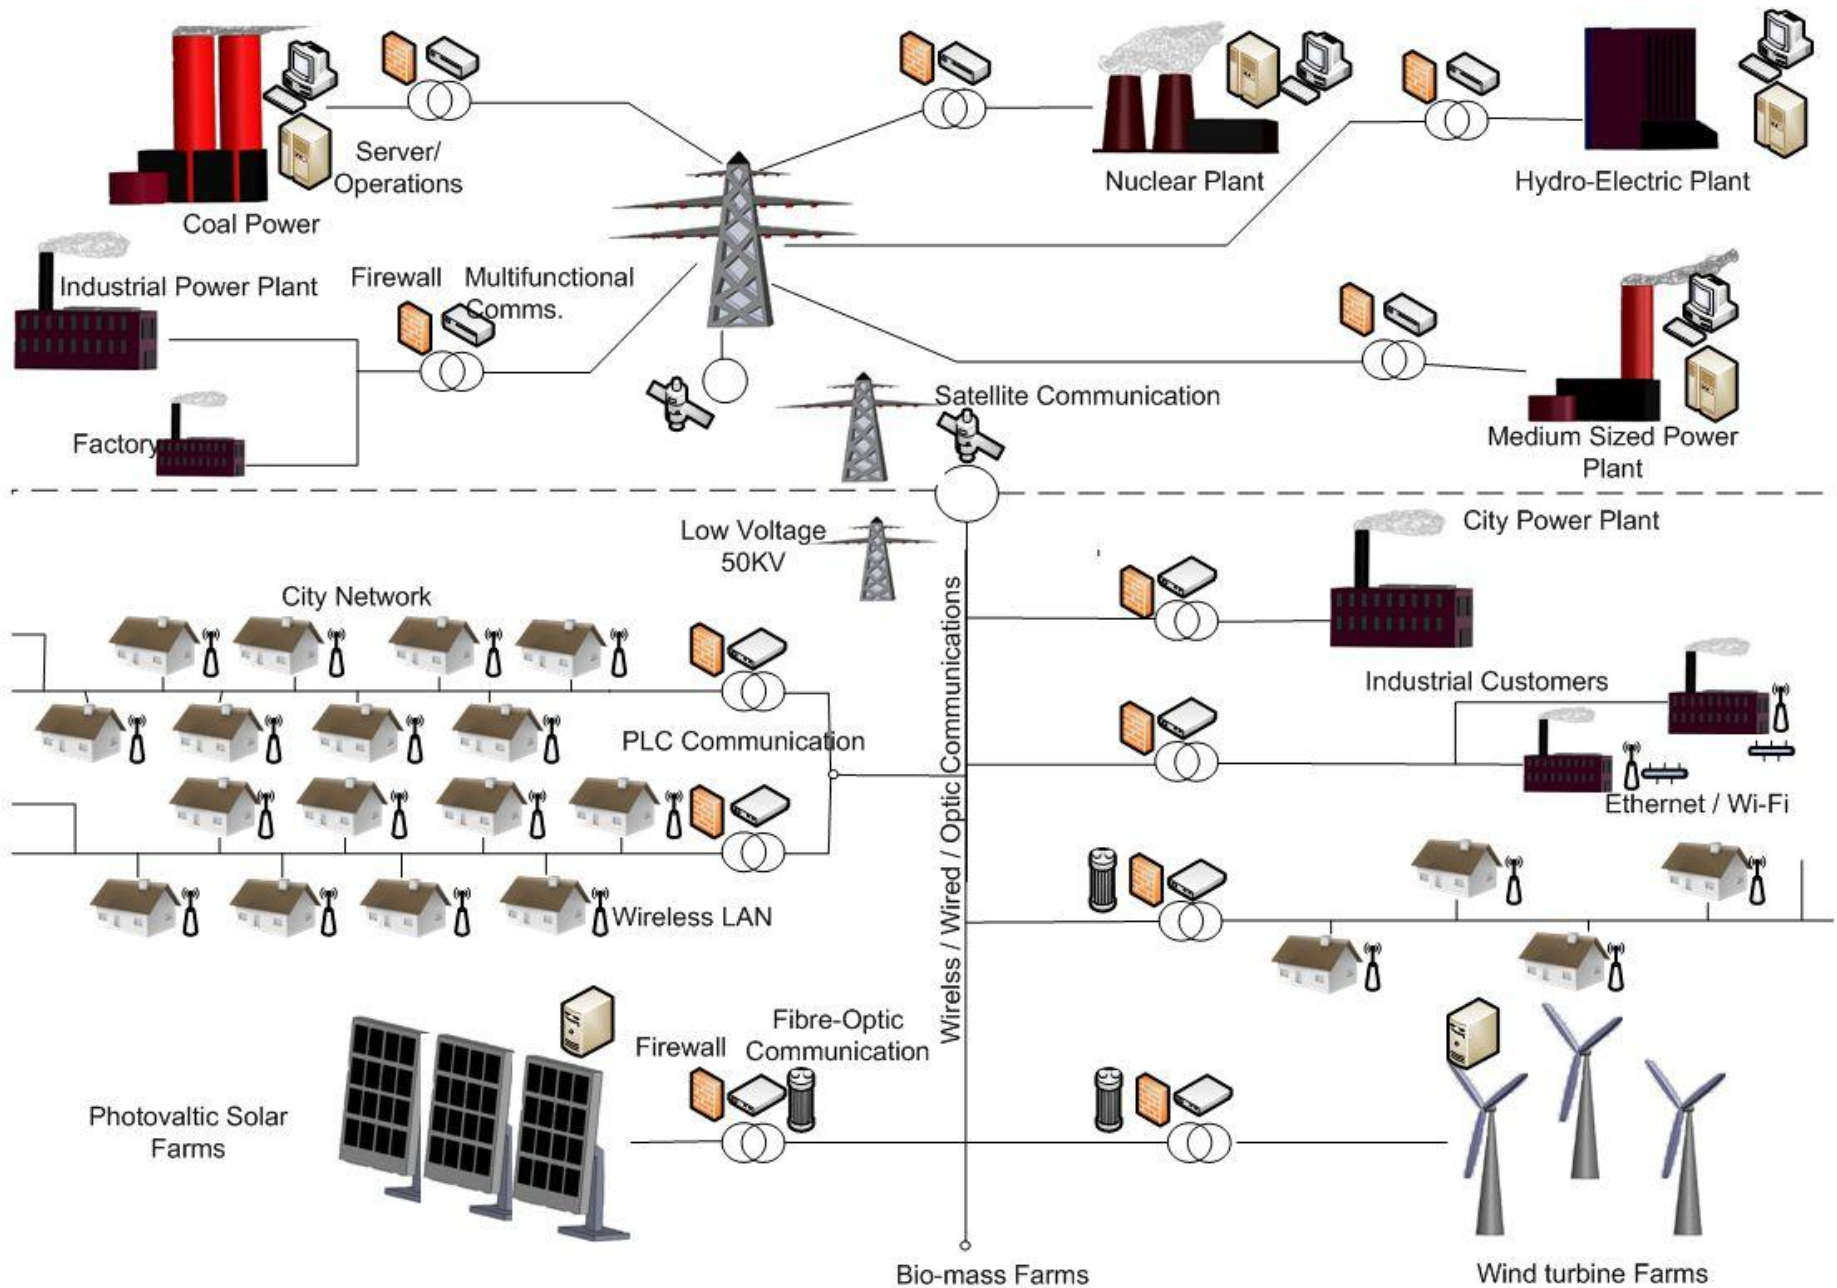 Server/
Operations
Coal Power
Nuclear Plant
Hydro-Electric Plant
Industrial Power Plant
Firewall
Multifunctional
Comms.
Factory
Satellite Communication
Medium Sized Power
Plant
Low Voltage
50KV
City Power Plant
City Network
Industrial Customers
PLC Communication
Ethernet / Wi-Fi
Wirelss / Wired / Optic Communications
Wireless LAN
Firewall
Fibre-Optic
Communication
Photovaltic Solar
Farms
Bio-mass Farms
Wind turbine Farms